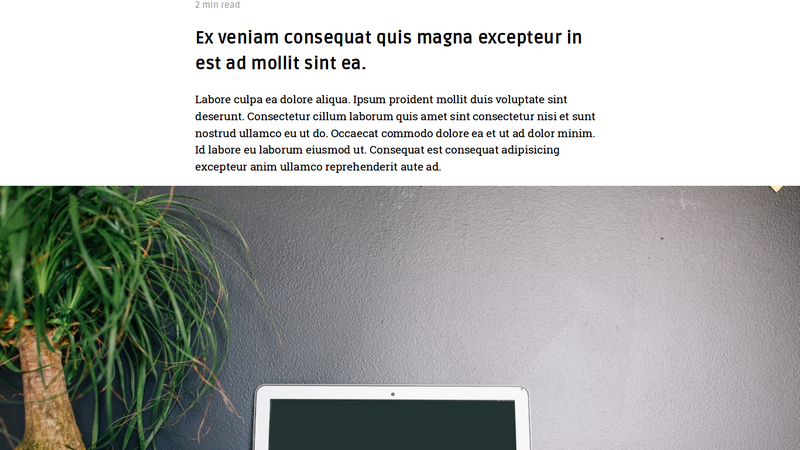 2 min read
Ex veniam consequat quis magna excepteur in
est ad mollit sint ea.
Labore culpa ea dolore aliqua. Ipsum proident mollit duis voluptate sint
deserunt. Consectetur cillum laborum quis amet sint consectetur nisi et sunt
nostrud ullamco eu ut do. Occaecat commodo dolore ea et ut ad dolor minim.
Id labore eu laborum eiusmod ut. Consequat est consequat adipisicing
excepteur anim ullamco reprehenderit aute ad.